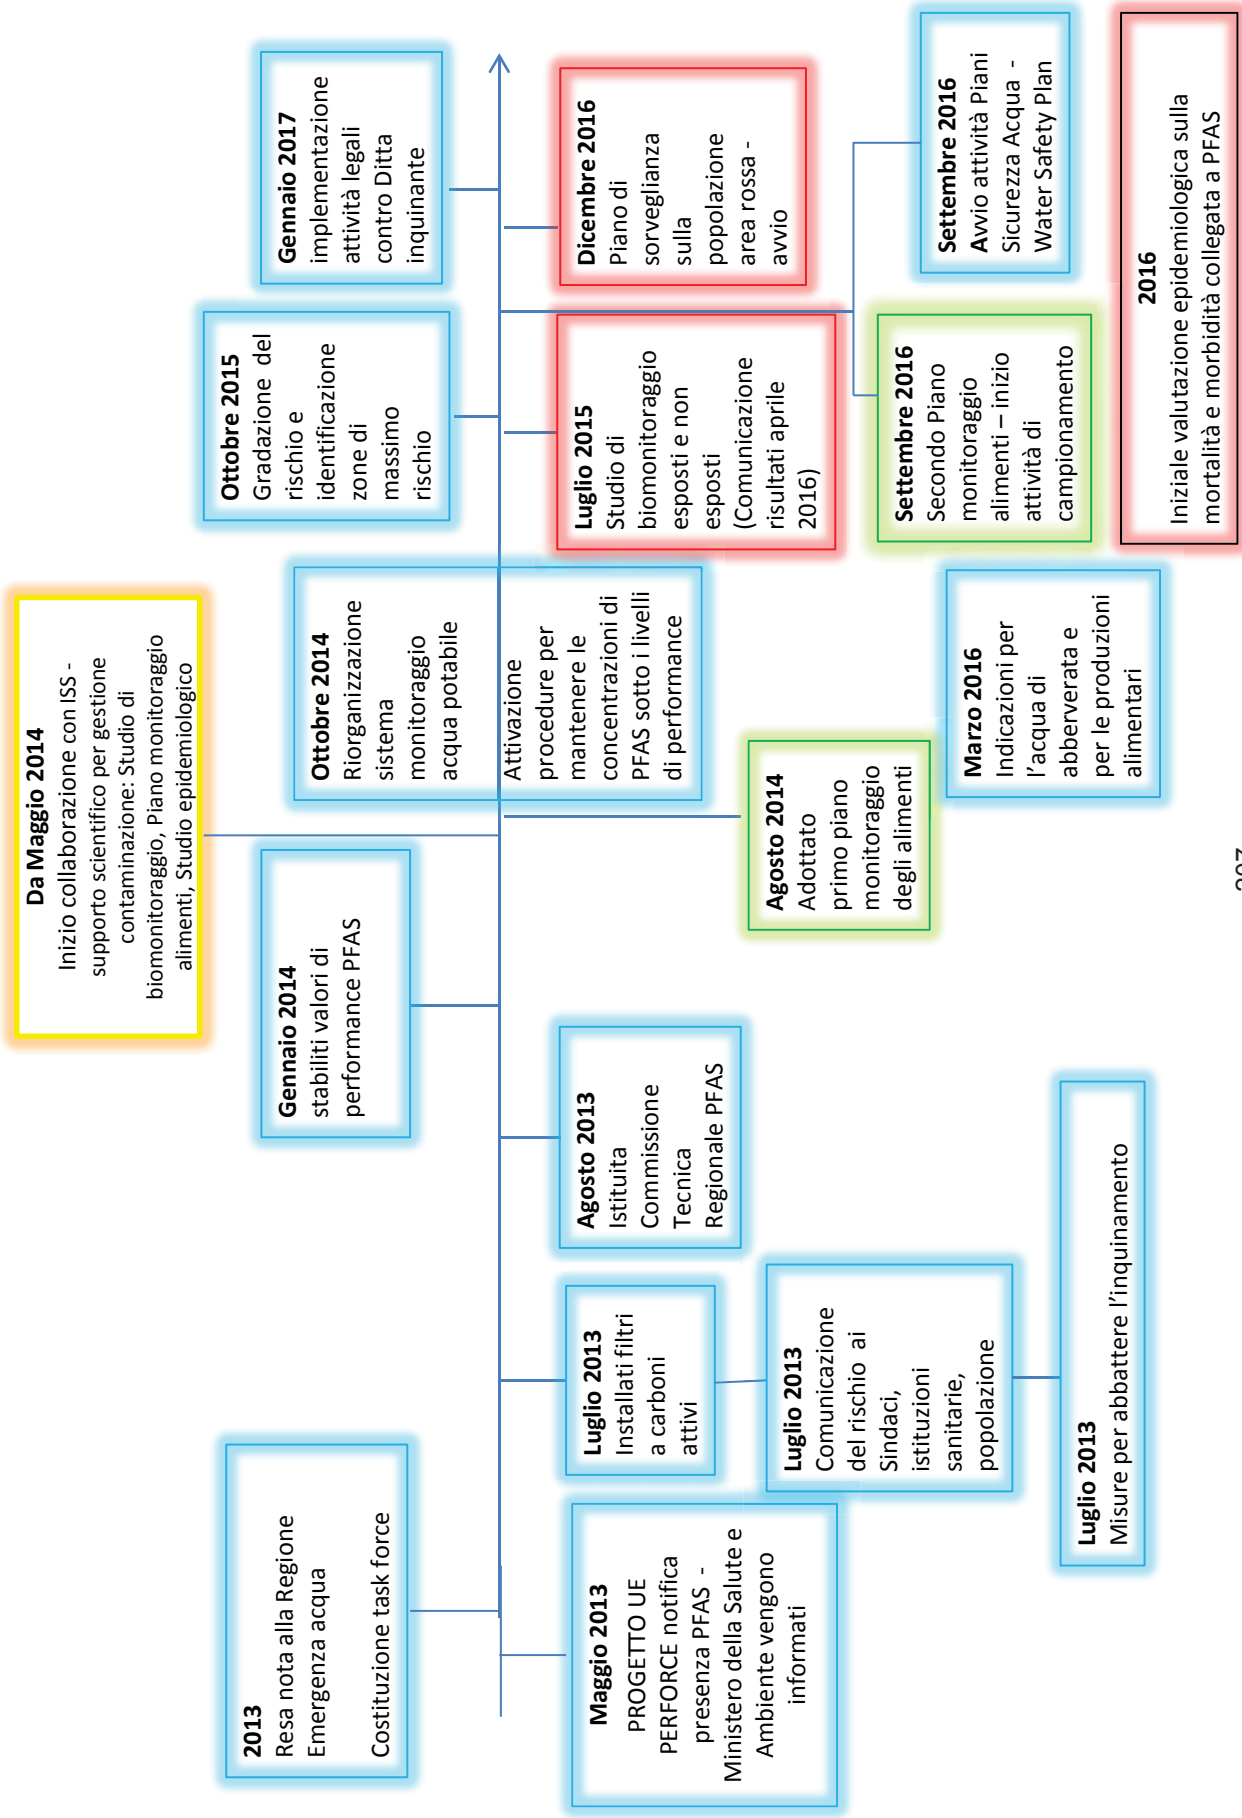 Da Maggio 2014
Inizio collaborazione con ISS -
supporto scientifico per gestione
contaminazione: Studio di
biomonitoraggio, Piano monitoraggio
alimenti, Studio epidemiologico
2013
Resa nota alla Regione
Emergenza acqua
Costituzione task force
Gennaio 2014
stabiliti valori di
performance PFAS
Ottobre 2014
Riorganizzazione
sistema
monitoraggio
acqua potabile
Attivazione
procedure per
mantenere le
concentrazioni di
PFAS sotto i livelli
di performance
Ottobre 2015
Gradazione del
rischio e
identificazione
zone di
massimo
rischio
Gennaio 2017
implementazione
attività legali
contro Ditta
inquinante
Maggio 2013
PROGETTO UE
PERFORCE notifica
presenza PFAS -
Ministero della Salute e
Ambiente vengono
informati
Luglio 2013
Installati filtri
a carboni
attivi
Agosto 2013
Istituita
Commissione
Tecnica
Regionale PFAS
Luglio 2015
Studio di
biomonitoraggio
esposti e non
esposti
(Comunicazione
risultati aprile
2016)
Dicembre 2016
Piano di
sorveglianza
sulla
popolazione
area rossa -
avvio
Luglio 2013
Comunicazione
del rischio ai
Sindaci,
istituzioni
sanitarie,
popolazione
Agosto 2014
Adottato
primo piano
monitoraggio
degli alimenti
Settembre 2016
Secondo Piano
monitoraggio
alimenti – inizio
attività di
campionamento
Settembre 2016
Avvio attività Piani
Sicurezza Acqua -
Water Safety Plan
Marzo 2016
Indicazioni per
l’acqua di
abbeverata e
per le produzioni
alimentari
Luglio 2013
Misure per abbattere l’inquinamento
2016
Iniziale valutazione epidemiologica sulla
mortalità e morbidità collegata a PFAS